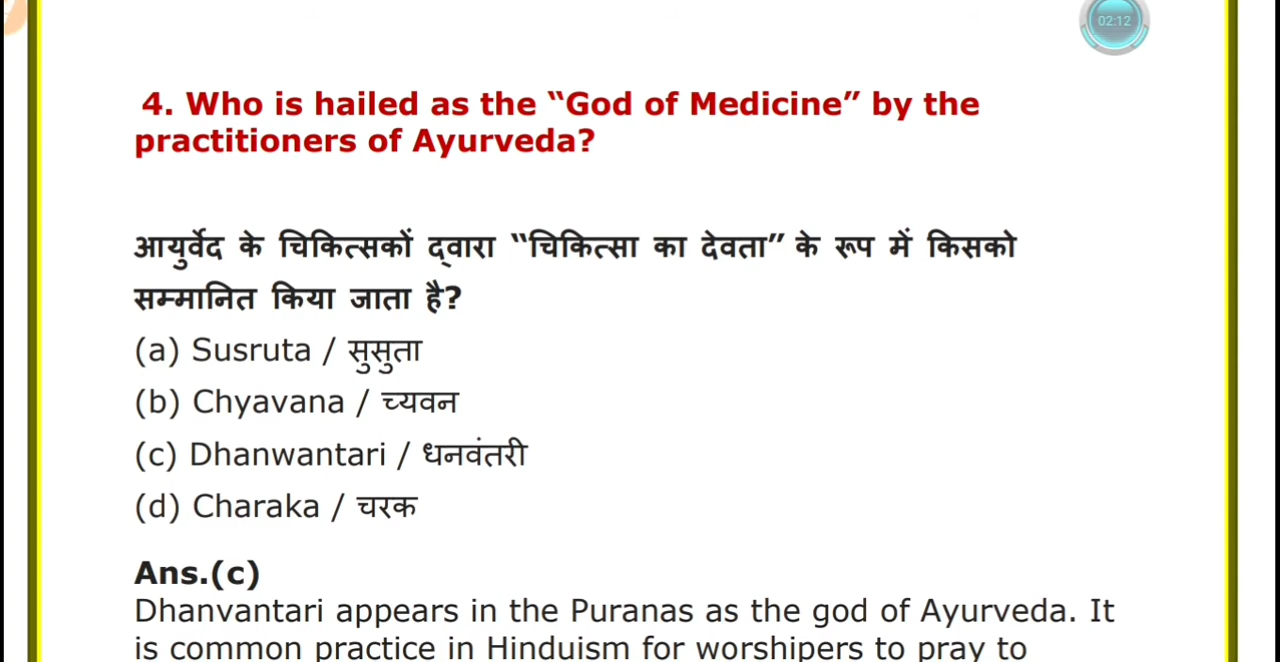 02:12
4. Who is hailed as the “God of Medicine” by the
practitioners of Ayurveda?
आयुर्वेद के चिकित्सकों द्वारा “चिकित्सा का देवता” के रूप में किसको
सम्मानित किया जाता है?
(a) Susruta / सुसुता
(b) Chyavana / च्यवन
(c) Dhanwantari / धनवंतरी
(d) Charaka / चरक
Ans.(c)
Dhanvantari appears in the Puranas as the god of Ayurveda. It
is common practice in Hinduism for worshipers to pray to